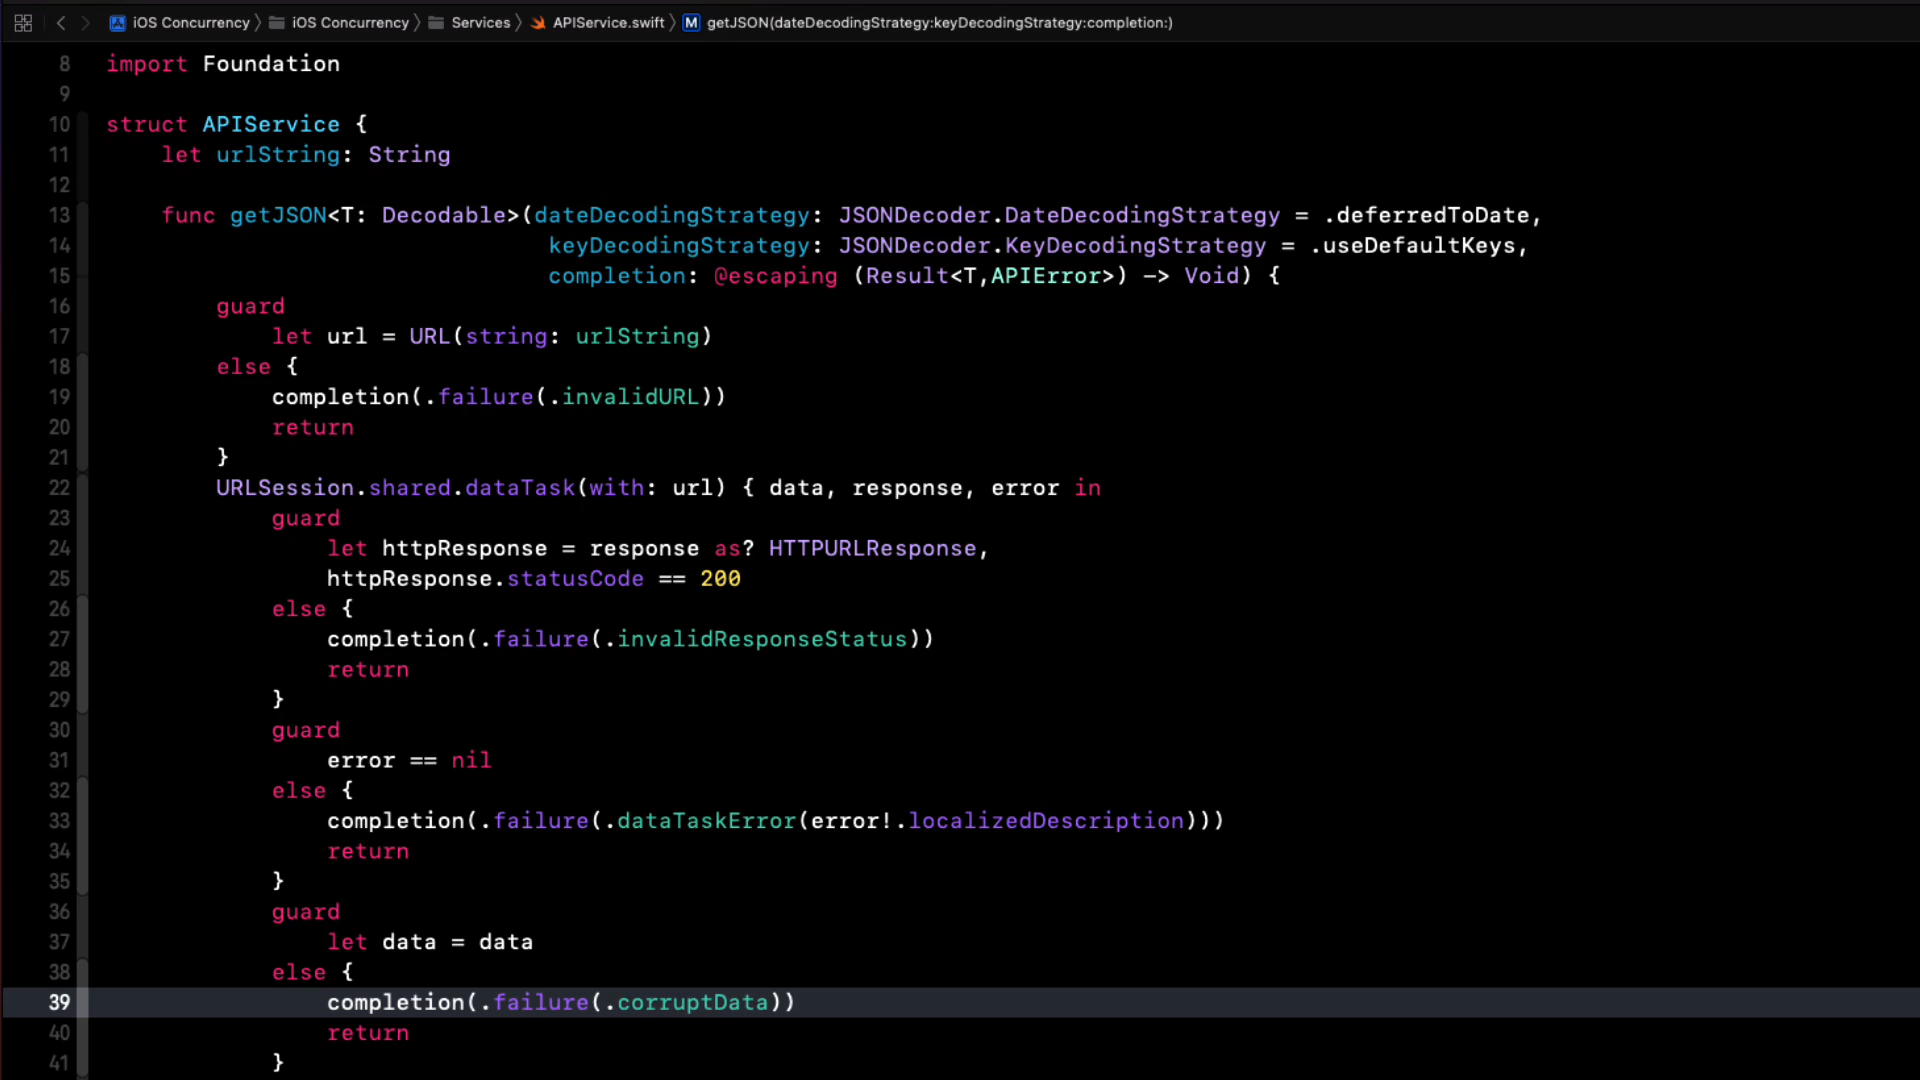 iOS Concurrency 〉 iOS Concurrency 〉 Services 〉 APIService.swift 〉 M getJSON(dateDecodingStrategy:keyDecodingStrategy:completion:)
8 import Foundation
9
10 struct APIService {
11     let urlString: String
12
13     func getJSON<T: Decodable>(dateDecodingStrategy: JSONDecoder.DateDecodingStrategy = .deferredToDate,
14                                keyDecodingStrategy: JSONDecoder.KeyDecodingStrategy = .useDefaultKeys,
15                                completion: @escaping (Result<T,APIError>) -> Void) {
16         guard
17             let url = URL(string: urlString)
18         else {
19             completion(.failure(.invalidURL))
20             return
21         }
22         URLSession.shared.dataTask(with: url) { data, response, error in
23             guard
24                 let httpResponse = response as? HTTPURLResponse,
25                 httpResponse.statusCode == 200
26             else {
27                 completion(.failure(.invalidResponseStatus))
28                 return
29             }
30             guard
31                 error == nil
32             else {
33                 completion(.failure(.dataTaskError(error!.localizedDescription)))
34                 return
35             }
36             guard
37                 let data = data
38             else {
39                 completion(.failure(.corruptData))
40                 return
41             }